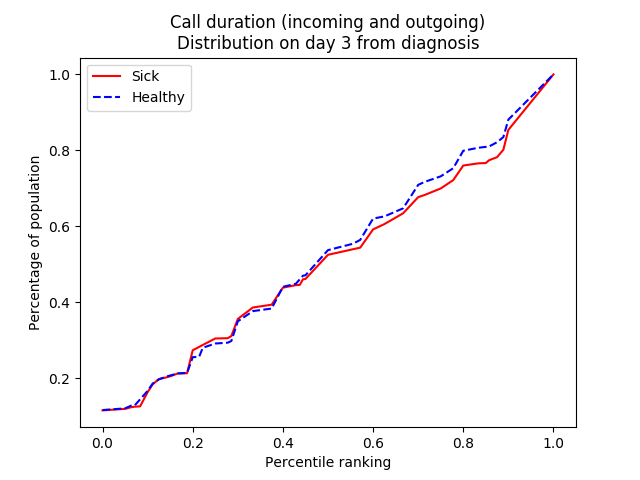 Call duration (incoming and outgoing)
Distribution on day 3 from diagnosis
Sick
Healthy
1.0
0.8
0.6
0.4
0.2
Percentage of population
0.0 0.2 0.4 0.6 0.8 1.0
Percentile ranking